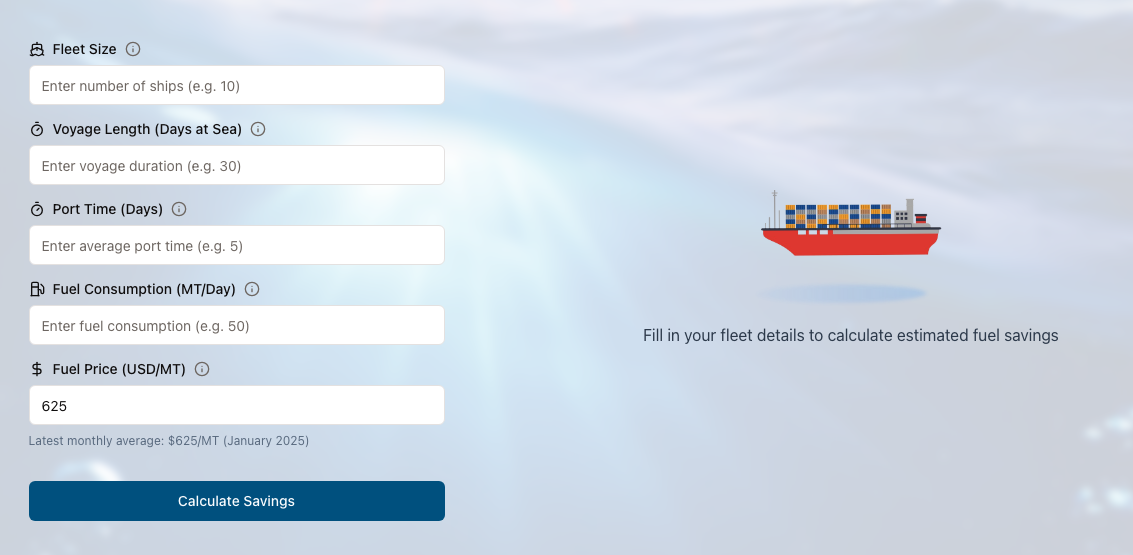 Fleet Size
Enter number of ships (e.g. 10)
Voyage Length (Days at Sea)
Enter voyage duration (e.g. 30)
Port Time (Days)
Enter average port time (e.g. 5)
Fuel Consumption (MT/Day)
Enter fuel consumption (e.g. 50)
Fuel Price (USD/MT)
625
Latest monthly average: $625/MT (January 2025)
Calculate Savings
Fill in your fleet details to calculate estimated fuel savings